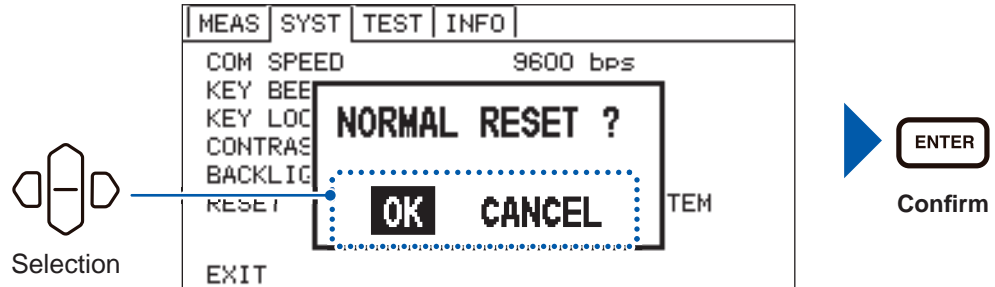 MEAS SYST TEST INFO
COM SPEED 9600 bps
KEY BEE
KEY LOC
CONTRAS
BACKLIG
RESET TEM
EXIT
NORMAL RESET ?
OK CANCEL
Selection
ENTER
Confirm